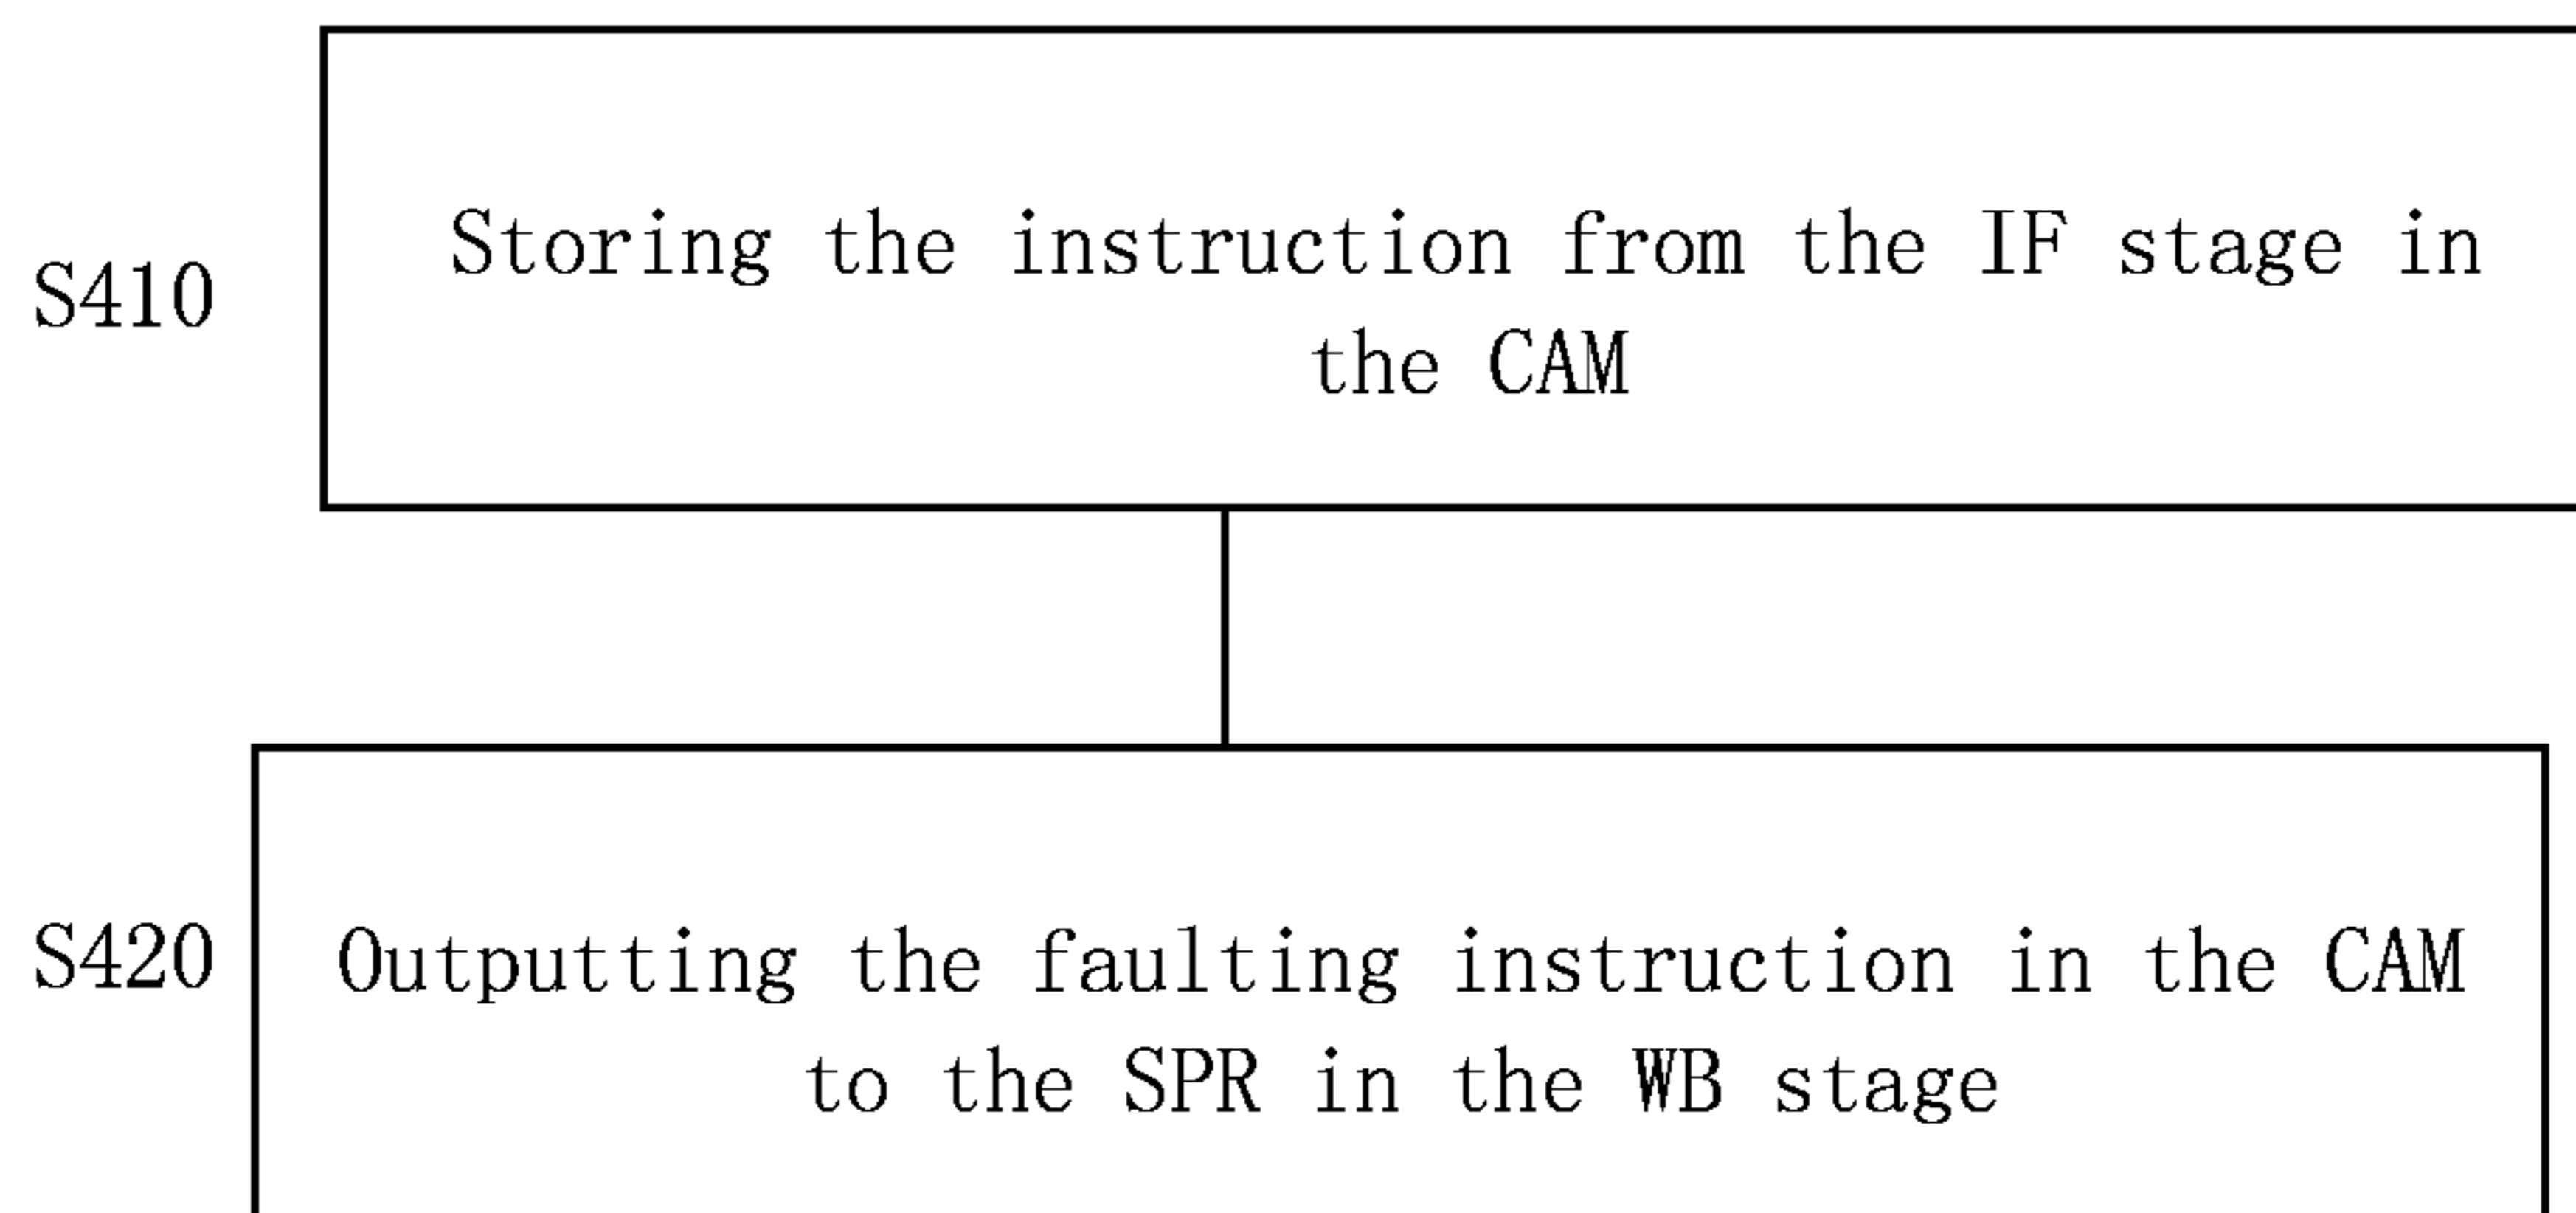 S410
Storing the instruction from the IF stage in
the CAM
S420
Outputting the faulting instruction in the CAM
to the SPR in the WB stage